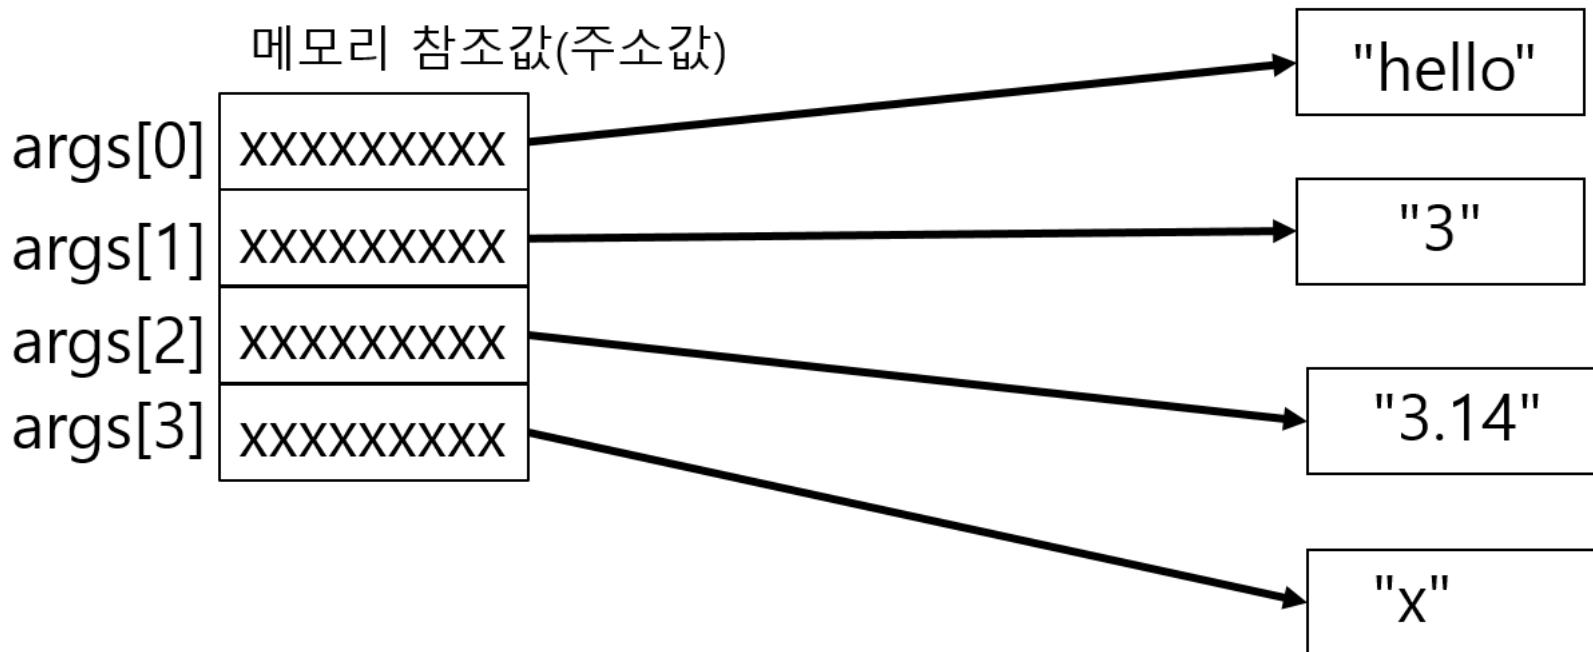 메모리 참조값(주소값)
"hello"
args[0] xxxxxxxxx
args[1] xxxxxxxxx
"3"
args[2] xxxxxxxxx
"3.14"
args[3] xxxxxxxxx
"x"